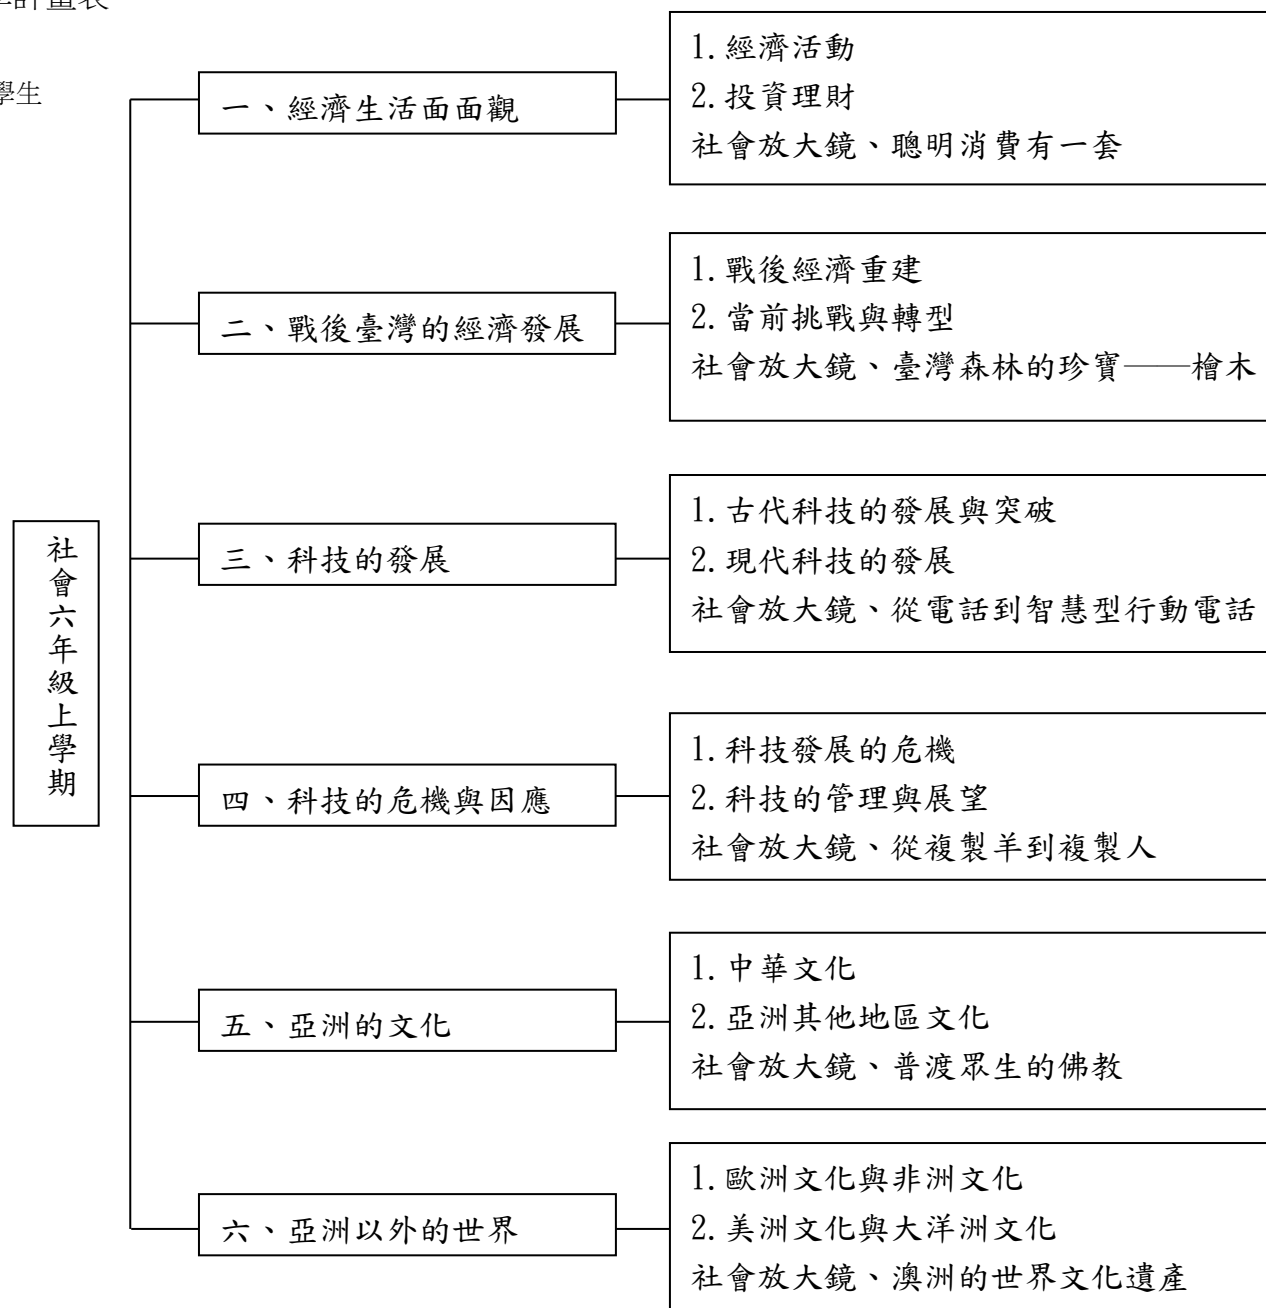 學計畫表
學生
社會六年級上學期
一、經濟生活面面觀
1.經濟活動
2.投資理財
社會放大鏡、聰明消費有一套
二、戰後臺灣的經濟發展
1.戰後經濟重建
2.當前挑戰與轉型
社會放大鏡、臺灣森林的珍寶——檜木
三、科技的發展
1.古代科技的發展與突破
2.現代科技的發展
社會放大鏡、從電話到智慧型行動電話
四、科技的危機與因應
1.科技發展的危機
2.科技的管理與展望
社會放大鏡、從複製羊到複製人
五、亞洲的文化
1.中華文化
2.亞洲其他地區文化
社會放大鏡、普渡眾生的佛教
六、亞洲以外的世界
1.歐洲文化與非洲文化
2.美洲文化與大洋洲文化
社會放大鏡、澳洲的世界文化遺產